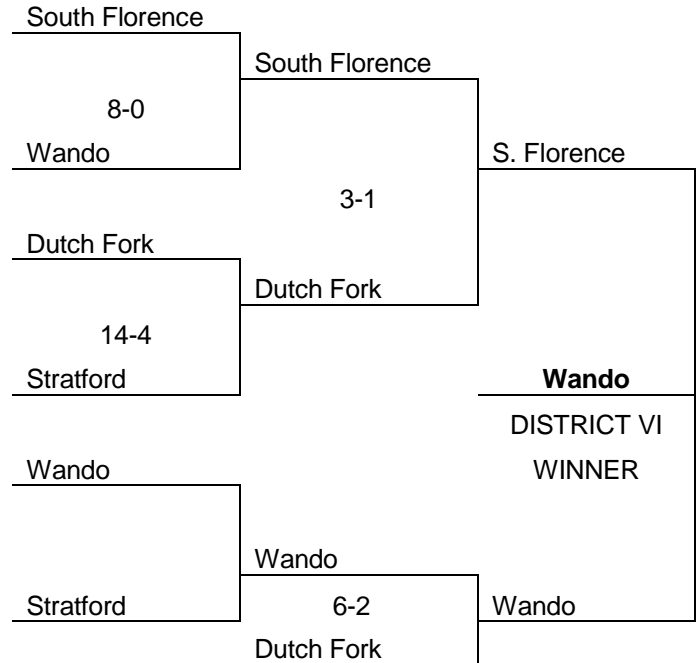 South Florence
South Florence
8-0
Wando
S. Florence
3-1
Dutch Fork
Dutch Fork
14-4
Stratford
Wando
DISTRICT VI
WINNER
Wando
Wando
Stratford
6-2
Wando
Dutch Fork